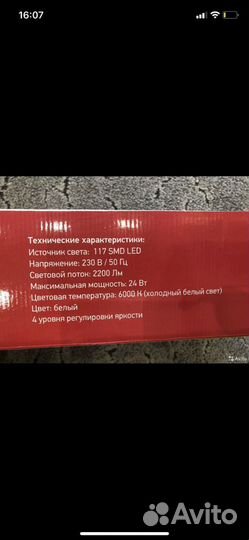 16:07
Технические характеристики:
Источник света: 117 SMD LED
Напряжение: 230 В / 50 Гц
Световой поток: 2200 Лм
Максимальная мощность: 24 Вт
Цветовая температура: 6000 К (холодный белый свет)
Цвет: белый
4 уровня регулировки яркости
Avito
Avito